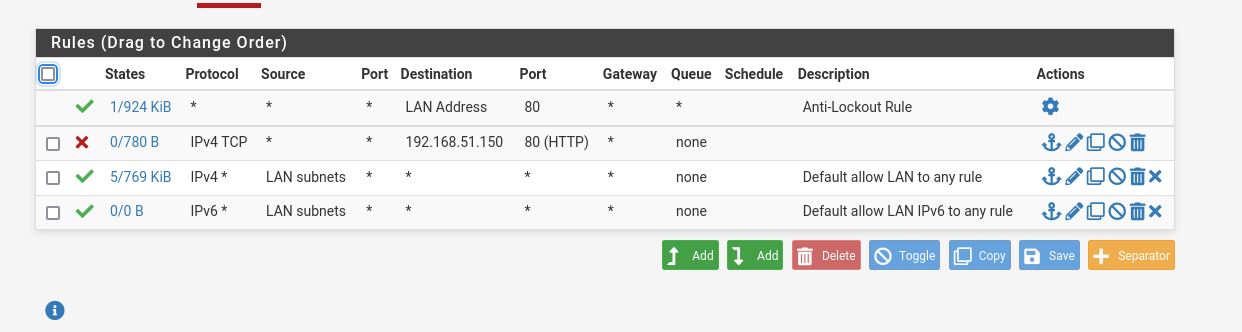 Rules (Drag to Change Order)
States Protocol Source Port Destination Port Gateway Queue Schedule Description Actions
1/924 KiB * * * LAN Address 80 * * Anti-Lockout Rule
0/780 B IPv4 TCP * * 192.168.51.150 80 (HTTP) * none
5/769 KiB IPv4 * LAN subnets * * * * none Default allow LAN to any rule
0/0 B IPv6 * LAN subnets * * * * none Default allow LAN IPv6 to any rule
Add Add Delete Toggle Copy Save Separator